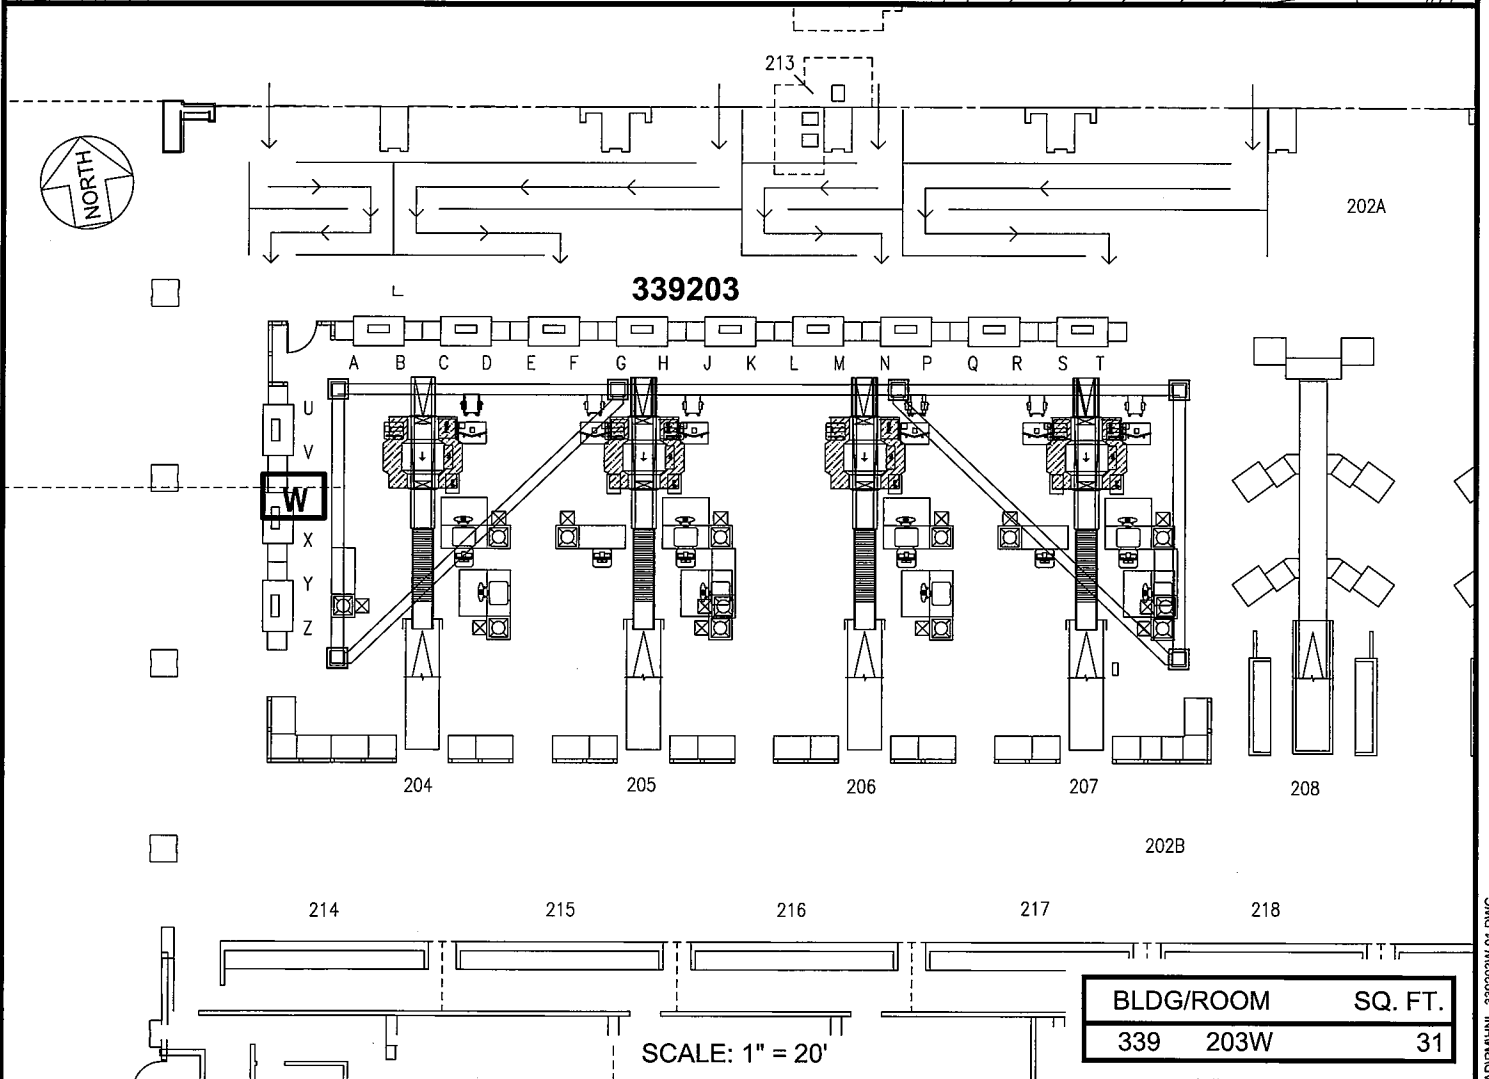 213
NORTH
202A
339203
A B C D E F G H J K L M N P Q R S T
U
V
W
X
Y
Z
204 205 206 207 208
202B
214 215 216 217 218
BLDG/ROOM SQ. FT.
339 203W 31
SCALE: 1" = 20'